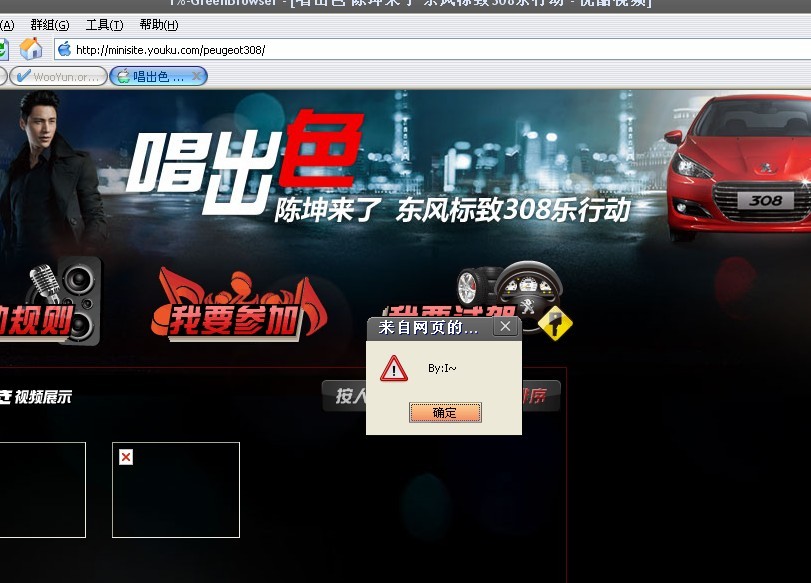 1%-GreenBrowser - [唱出色 陈坤来了 东风标致308乐行动 - 优酷视频]
(A) 群组(G) 工具(T) 帮助(H)
http://minisite.youku.com/peugeot308/
WooYun.or... 唱出色 ...
唱出色
陈坤来了 东风标致308乐行动
308
规则 我要参加 我要试驾
来自网页的...
By:I~
确定
视频展示 按人 排序